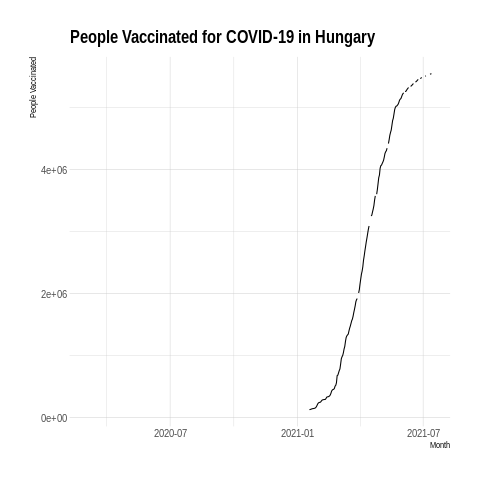 People Vaccinated for COVID-19 in Hungary
People Vaccinated
4e+06
2e+06
0e+00
2020-07
2021-01
2021-07
Month